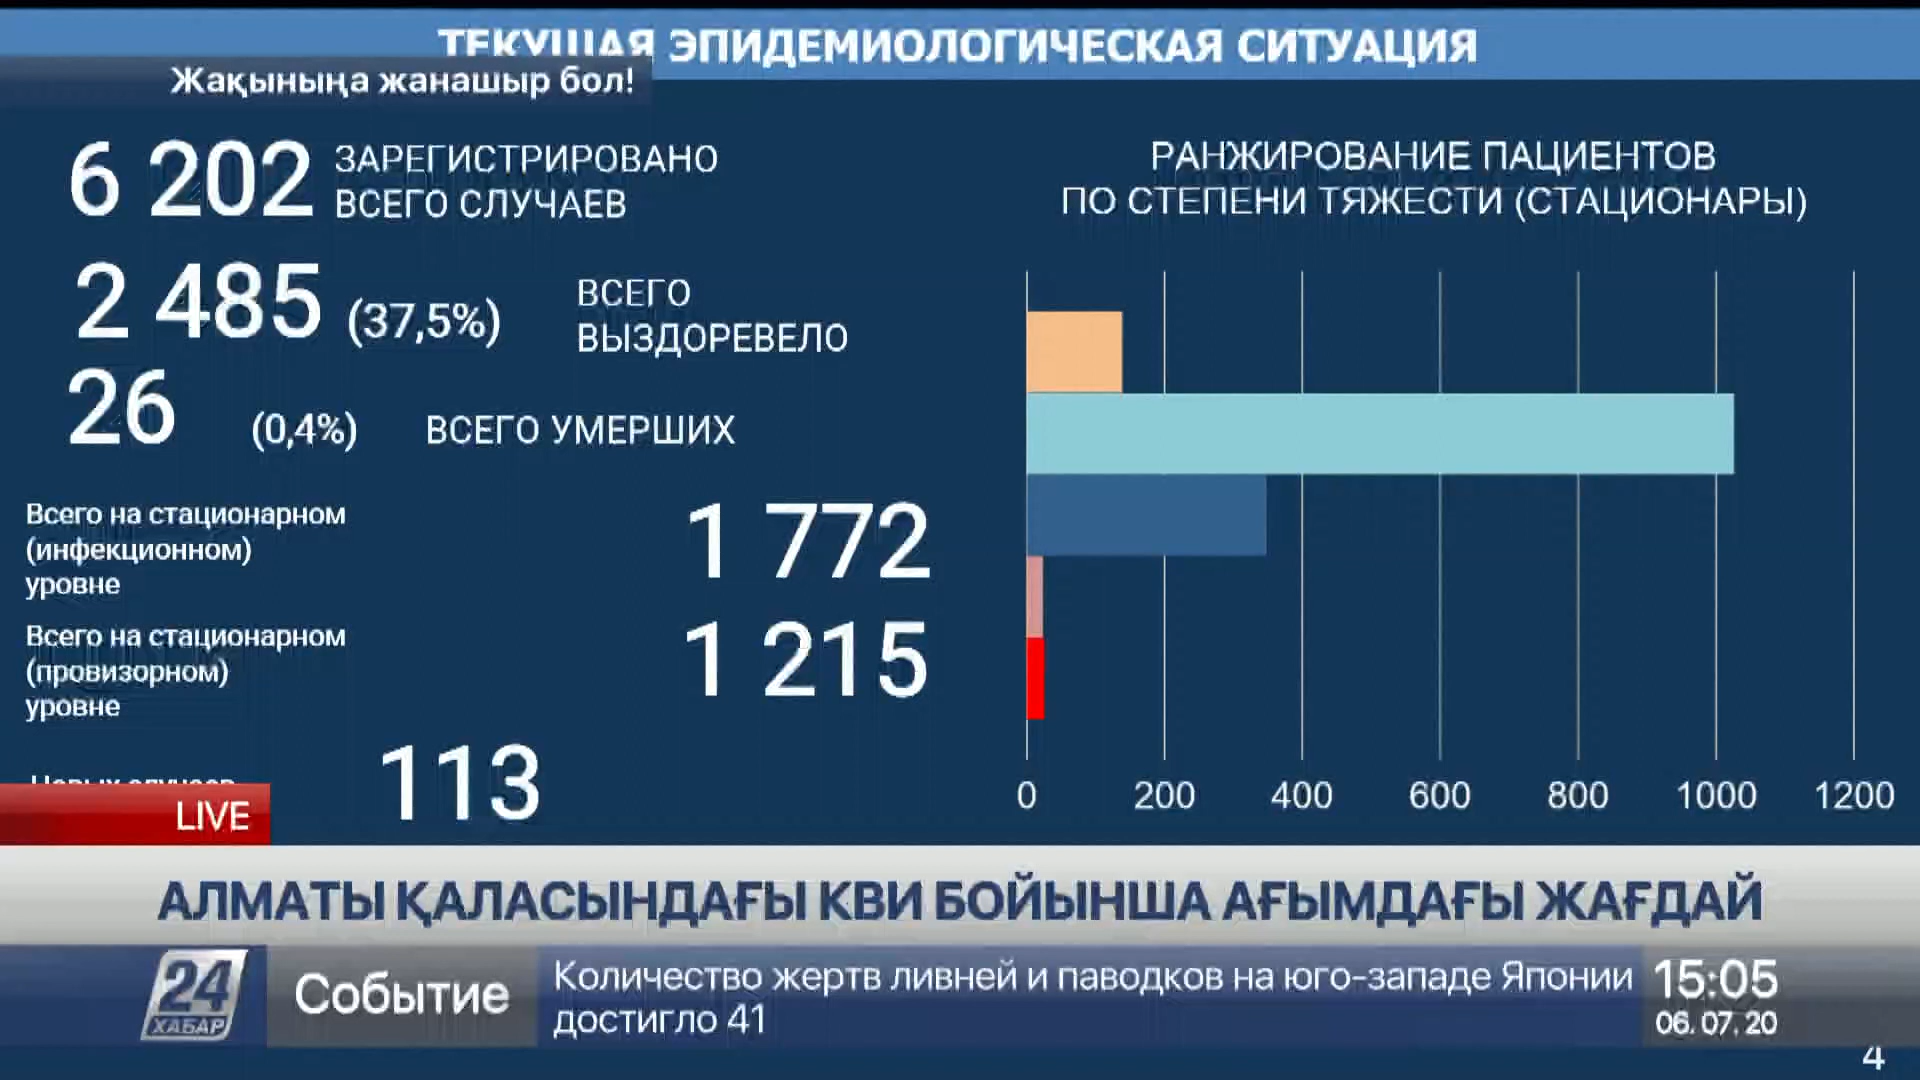 ТЕКУЩАЯ ЭПИДЕМИОЛОГИЧЕСКАЯ СИТУАЦИЯ
Жақыныңа жанашыр бол!
6 202 ЗАРЕГИСТРИРОВАНО
ВСЕГО СЛУЧАЕВ
2 485 (37,5%) ВСЕГО
ВЫЗДОРЕВЕЛО
26 (0,4%) ВСЕГО УМЕРШИХ
Всего на стационарном
(инфекционном)
уровне
1 772
Всего на стационарном
(провизорном)
уровне
1 215
113
РАНЖИРОВАНИЕ ПАЦИЕНТОВ
ПО СТЕПЕНИ ТЯЖЕСТИ (СТАЦИОНАРЫ)
0 200 400 600 800 1000 1200
LIVE
АЛМАТЫ ҚАЛАСЫНДАҒЫ КВИ БОЙЫНША АҒЫМДАҒЫ ЖАҒДАЙ
24
ХАБАР
Событие
Количество жертв ливней и паводков на юго-западе Японии
достигло 41
15:05
06. 07. 20
4